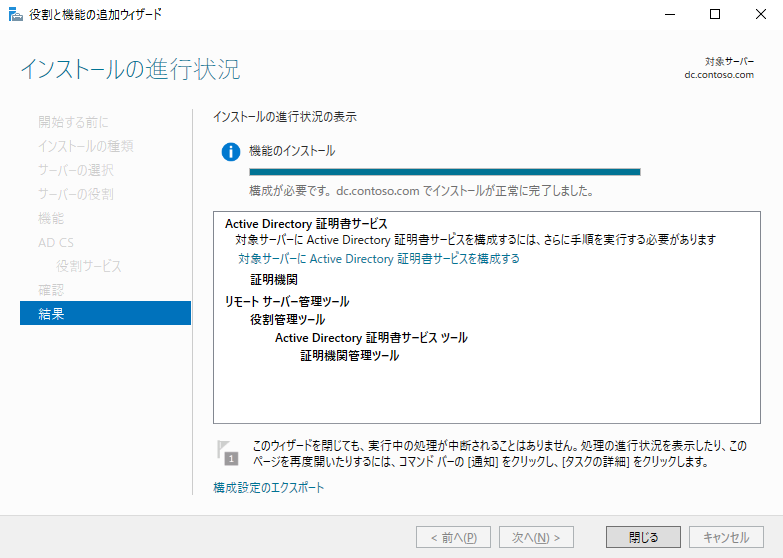 役割と機能の追加ウィザード
インストールの進行状況
対象サーバー
dc.contoso.com
開始する前に
インストールの種類
サーバーの選択
サーバーの役割
機能
AD CS
役割サービス
確認
結果
インストールの進行状況の表示
機能のインストール
構成が必要です。dc.contoso.com でインストールが正常に完了しました。
Active Directory 証明書サービス
対象サーバーに Active Directory 証明書サービスを構成するには、さらに手順を実行する必要があります
対象サーバーに Active Directory 証明書サービスを構成する
証明機関
リモート サーバー管理ツール
役割管理ツール
Active Directory 証明書サービス ツール
証明機関管理ツール
1
このウィザードを閉じても、実行中の処理が中断されることはありません。処理の進行状況を表示したり、この
ページを再度開いたりするには、コマンド バーの [通知] をクリックし、[タスクの詳細] をクリックします。
構成設定のエクスポート
< 前へ(P)
次へ(N) >
閉じる
キャンセル